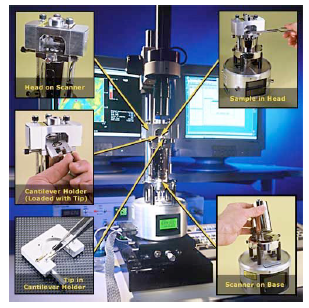 Head on Scanner
Sample in Head
Cantilever Holder
(Loaded with Tip)
Tip in
Cantilever Holder
Scanner on Base